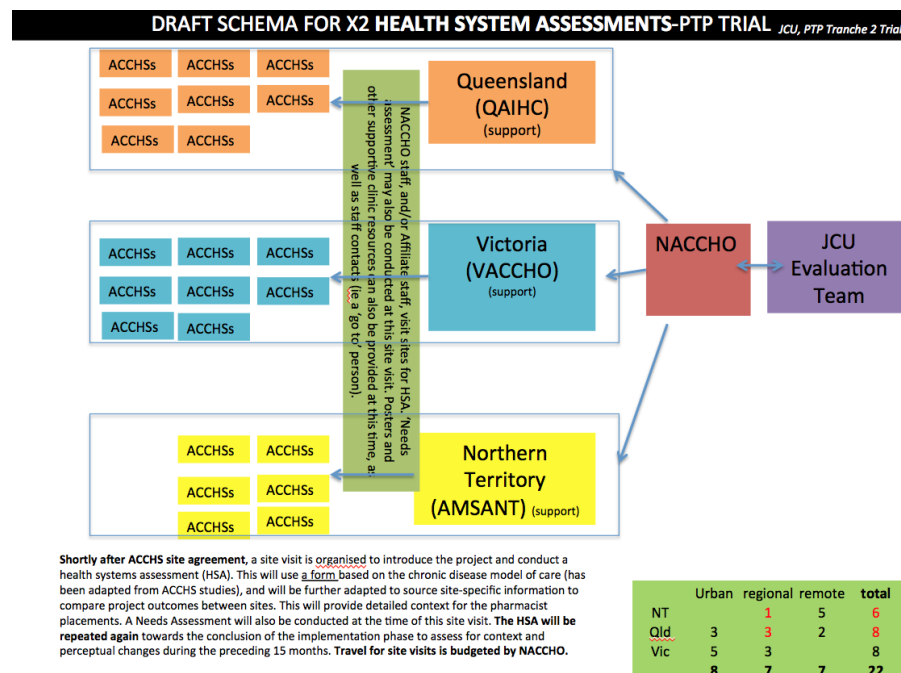 DRAFT SCHEMA FOR X2 HEALTH SYSTEM ASSESSMENTS-PTP TRIAL JCU, PTP Tranche 2 Trial
ACCHSs ACCHSs ACCHSs
ACCHSs ACCHSs ACCHSs
ACCHSs ACCHSs
Queensland
(QAIHC)
(support)
NACCHO staff, and/or Affiliate staff, visit sites for HSA. 'Needs
assessment' may also be conducted at this site visit. Posters and
other supportive clinic resources can also be provided at this time, as
well as staff contacts (ie a 'go to' person).
ACCHSs ACCHSs ACCHSs
ACCHSs ACCHSs ACCHSs
ACCHSs ACCHSs
Victoria
(VACCHO)
(support)
NACCHO
JCU
Evaluation
Team
ACCHSs ACCHSs
ACCHSs ACCHSs
ACCHSs ACCHSs
Northern
Territory
(AMSANT) (support)
Shortly after ACCHS site agreement, a site visit is organised to introduce the project and conduct a
health systems assessment (HSA). This will use a form based on the chronic disease model of care (has
been adapted from ACCHS studies), and will be further adapted to source site-specific information to
compare project outcomes between sites. This will provide detailed context for the pharmacist
placements. A Needs Assessment will also be conducted at the time of this site visit. The HSA will be
repeated again towards the conclusion of the implementation phase to assess for context and
perceptual changes during the preceding 15 months. Travel for site visits is budgeted by NACCHO.
Urban regional remote total
NT 1 5 6
Qld 3 3 2 8
Vic 5 3 8
8 7 7 22